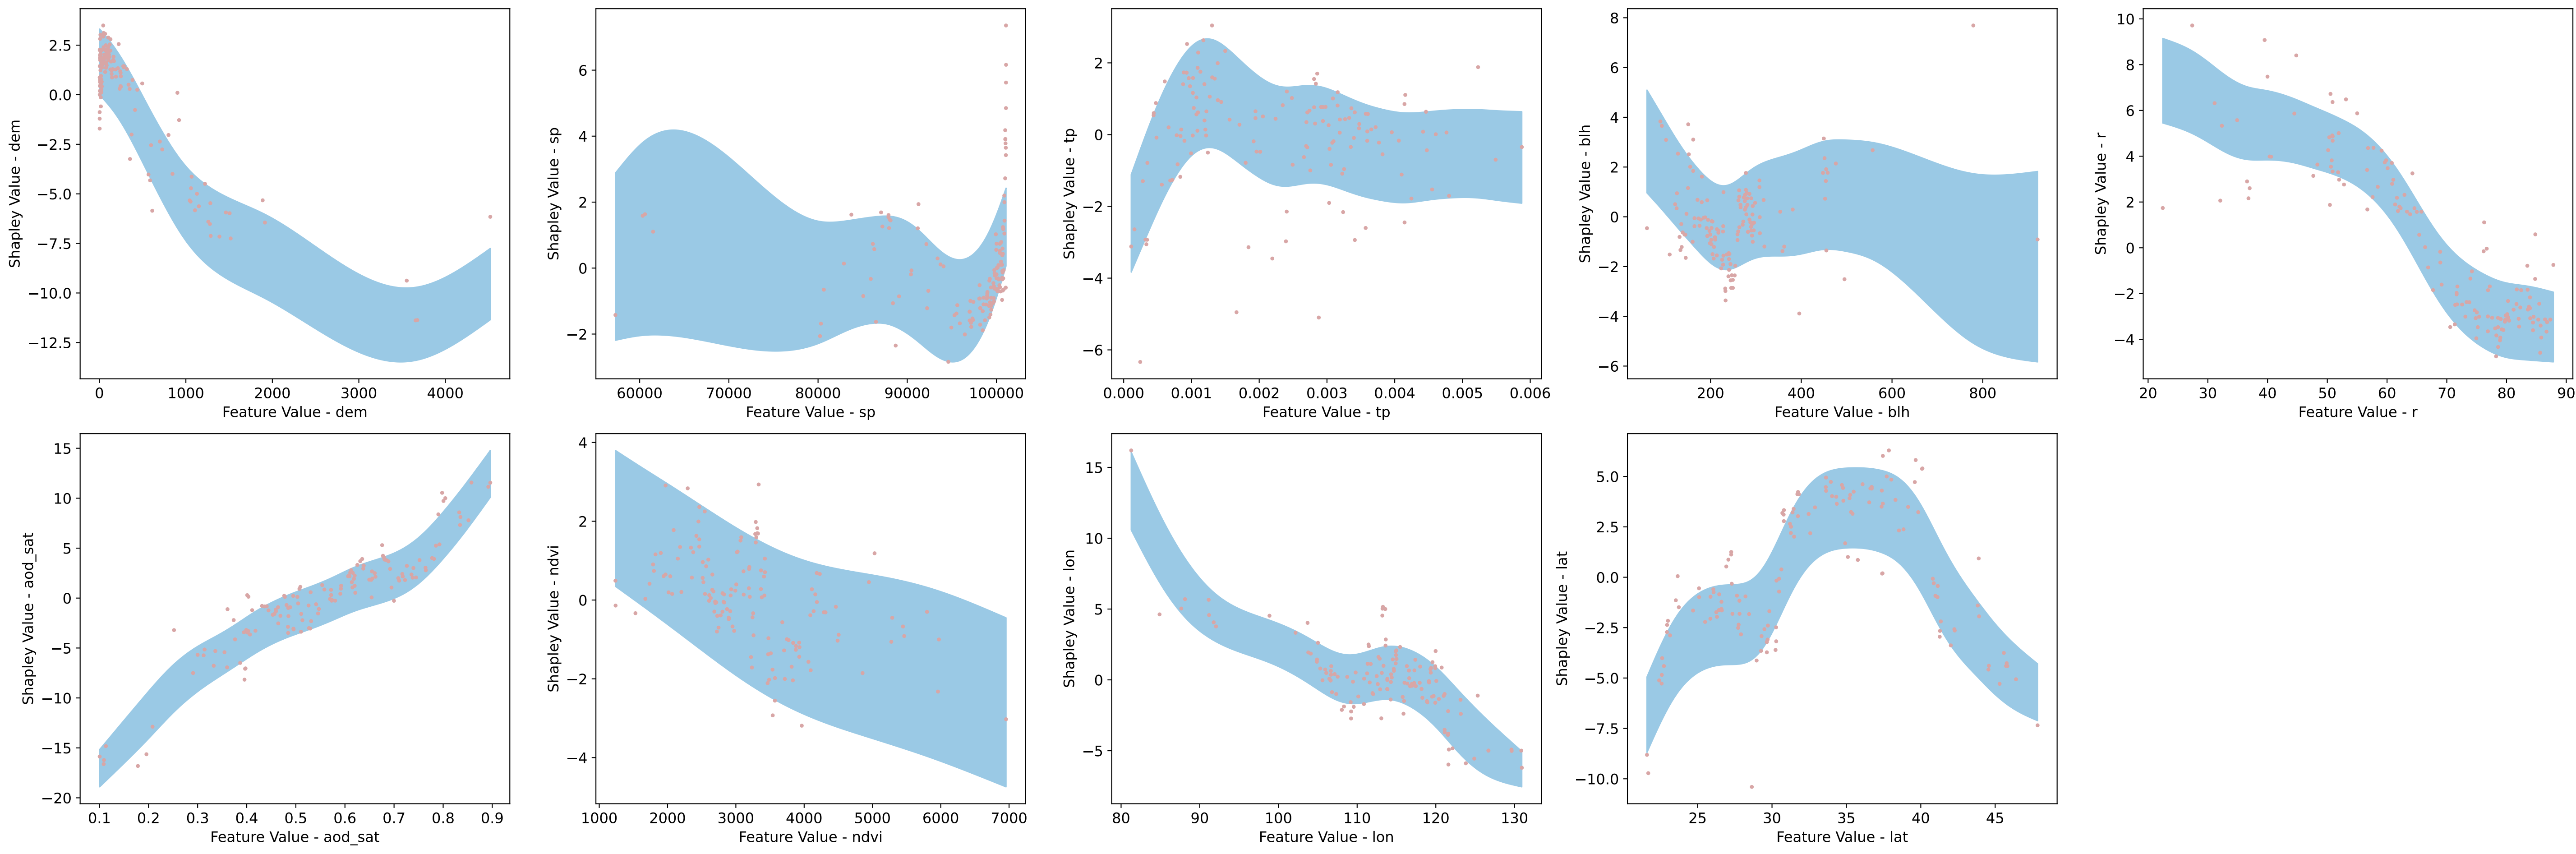 2.5
0.0
−2.5
−5.0
−7.5
−10.0
−12.5
Shapley Value - dem
0 1000 2000 3000 4000
Feature Value - dem
6
4
2
0
−2
Shapley Value - sp
60000 70000 80000 90000 100000
Feature Value - sp
2
0
−2
−4
−6
Shapley Value - tp
0.000 0.001 0.002 0.003 0.004 0.005 0.006
Feature Value - tp
8
6
4
2
0
−2
−4
−6
Shapley Value - blh
200 400 600 800
Feature Value - blh
10
8
6
4
2
0
−2
−4
Shapley Value - r
20 30 40 50 60 70 80 90
Feature Value - r
15
10
5
0
−5
−10
−15
−20
Shapley Value - aod_sat
0.1 0.2 0.3 0.4 0.5 0.6 0.7 0.8 0.9
Feature Value - aod_sat
4
2
0
−2
−4
Shapley Value - ndvi
1000 2000 3000 4000 5000 6000 7000
Feature Value - ndvi
15
10
5
0
−5
Shapley Value - lon
80 90 100 110 120 130
Feature Value - lon
5.0
2.5
0.0
−2.5
−5.0
−7.5
−10.0
Shapley Value - lat
25 30 35 40 45
Feature Value - lat